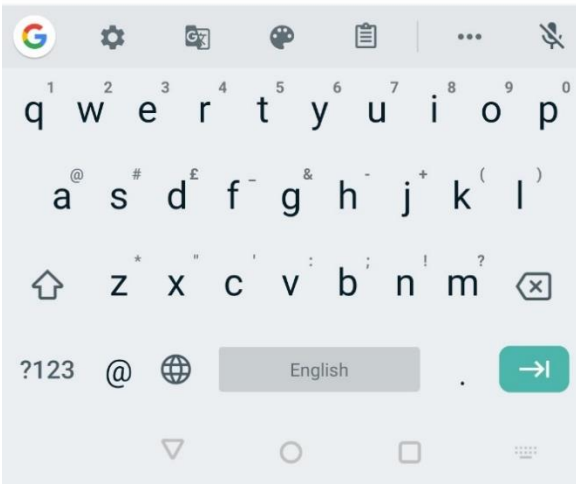 G
1 2 3 4 5 6 7 8 9 0
q w e r t y u i o p
@ # £ _ & - + ( )
a s d f g h j k l
* " ' : ; ! ?
z x c v b n m
?123 @ English .